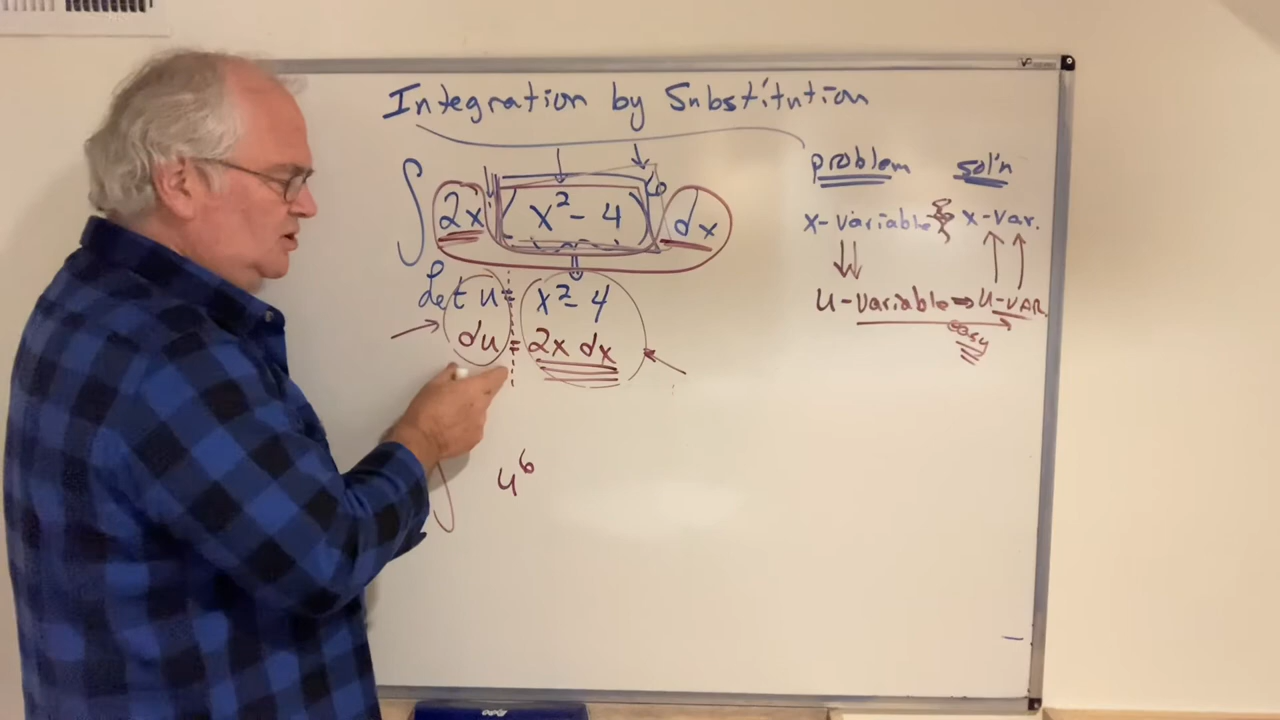 Integration by Substitution
∫ 2x (x² - 4)⁶ dx
Let u = x² - 4
du = 2x dx
∫ u⁶
problem sol'n
x-variable x-var.
u-variable ⇒ u-VAR.
easy